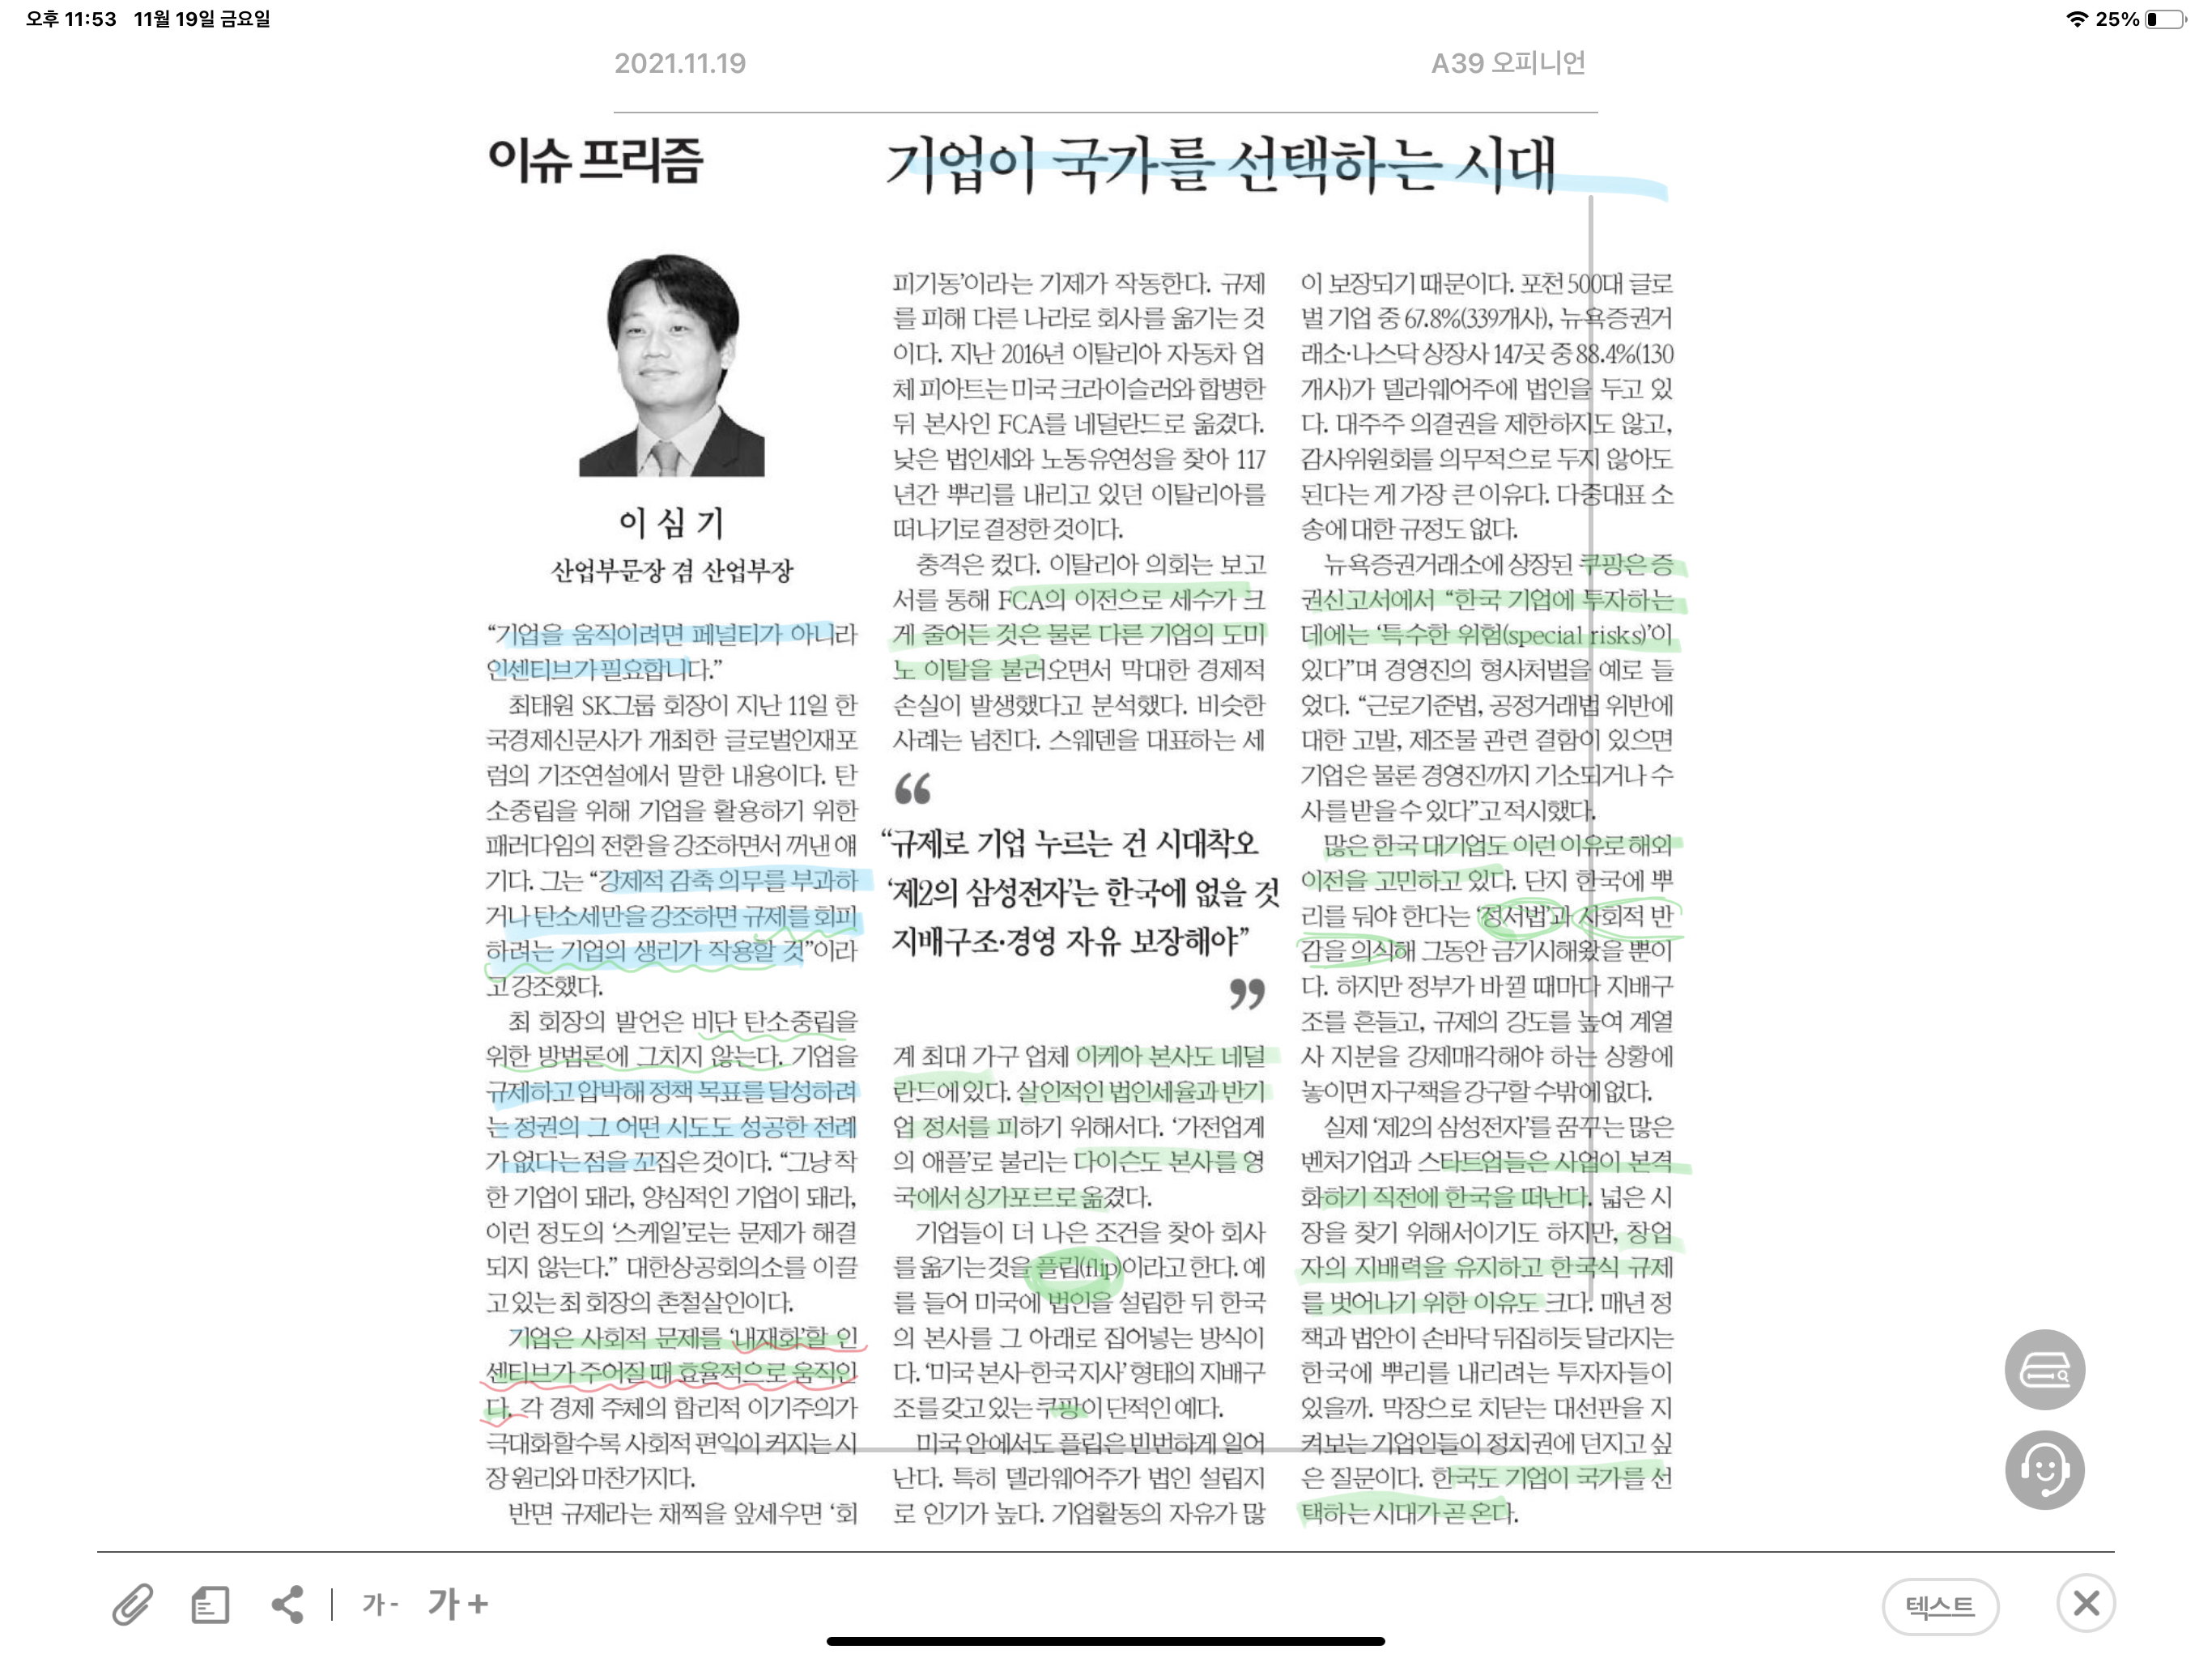 오후 11:53 11월 19일 금요일
25%
2021.11.19
A39 오피니언
이슈 프리즘
기업이 국가를 선택하는 시대
이 심 기
산업부문장 겸 산업부장
“기업을 움직이려면 페널티가 아니라
인센티브가 필요합니다.”
최태원 SK그룹 회장이 지난 11일 한
국경제신문사가 개최한 글로벌인재포
럼의 기조연설에서 말한 내용이다. 탄
소중립을 위해 기업을 활용하기 위한
패러다임의 전환을 강조하면서 꺼낸 얘
기다. 그는 “강제적 감축 의무를 부과하
거나 탄소세만을 강조하면 규제를 회피
하려는 기업의 생리가 작용할 것”이라
고 강조했다.
최 회장의 발언은 비단 탄소중립을
위한 방법론에 그치지 않는다. 기업을
규제하고 압박해 정책 목표를 달성하려
는 정권의 그 어떤 시도도 성공한 전례
가 없다는 점을 꼬집은 것이다. “그냥 착
한 기업이 돼라, 양심적인 기업이 돼라,
이런 정도의 ‘스케일’로는 문제가 해결
되지 않는다.” 대한상공회의소를 이끌
고 있는 최 회장의 촌철살인이다.
기업은 사회적 문제를 ‘내재화’할 인
센티브가 주어질 때 효율적으로 움직인
다. 각 경제 주체의 합리적 이기주의가
극대화할수록 사회적 편익이 커지는 시
장 원리와 마찬가지다.
반면 규제라는 채찍을 앞세우면 ‘회
피기동’이라는 기제가 작동한다. 규제
를 피해 다른 나라로 회사를 옮기는 것
이다. 지난 2016년 이탈리아 자동차 업
체 피아트는 미국 크라이슬러와 합병한
뒤 본사인 FCA를 네덜란드로 옮겼다.
낮은 법인세와 노동유연성을 찾아 117
년간 뿌리를 내리고 있던 이탈리아를
떠나기로 결정한 것이다.
충격은 컸다. 이탈리아 의회는 보고
서를 통해 FCA의 이전으로 세수가 크
게 줄어든 것은 물론 다른 기업의 도미
노 이탈을 불러오면서 막대한 경제적
손실이 발생했다고 분석했다. 비슷한
사례는 넘친다. 스웨덴을 대표하는 세
“
“규제로 기업 누르는 건 시대착오
‘제2의 삼성전자’는 한국에 없을 것
지배구조·경영 자유 보장해야”
”
계 최대 가구 업체 이케아 본사도 네덜
란드에 있다. 살인적인 법인세율과 반기
업 정서를 피하기 위해서다. ‘가전업계
의 애플’로 불리는 다이슨도 본사를 영
국에서 싱가포르로 옮겼다.
기업들이 더 나은 조건을 찾아 회사
를 옮기는 것을 플립(flip)이라고 한다. 예
를 들어 미국에 법인을 설립한 뒤 한국
의 본사를 그 아래로 집어넣는 방식이
다. ‘미국 본사-한국 지사’ 형태의 지배구
조를 갖고 있는 쿠팡이 단적인 예다.
미국 안에서도 플립은 빈번하게 일어
난다. 특히 델라웨어주가 법인 설립지
로 인기가 높다. 기업활동의 자유가 많
이 보장되기 때문이다. 포천 500대 글로
벌 기업 중 67.8%(339개사), 뉴욕증권거
래소·나스닥 상장사 147곳 중 88.4%(130
개사)가 델라웨어주에 법인을 두고 있
다. 대주주 의결권을 제한하지도 않고,
감사위원회를 의무적으로 두지 않아도
된다는 게 가장 큰 이유다. 다중대표 소
송에 대한 규정도 없다.
뉴욕증권거래소에 상장된 쿠팡은 증
권신고서에서 “한국 기업에 투자하는
데에는 ‘특수한 위험(special risks)’이
있다”며 경영진의 형사처벌을 예로 들
었다. “근로기준법, 공정거래법 위반에
대한 고발, 제조물 관련 결함이 있으면
기업은 물론 경영진까지 기소되거나 수
사를 받을 수 있다”고 적시했다.
많은 한국 대기업도 이런 이유로 해외
이전을 고민하고 있다. 단지 한국에 뿌
리를 둬야 한다는 ‘정서법’과 사회적 반
감을 의식해 그동안 금기시해왔을 뿐이
다. 하지만 정부가 바뀔 때마다 지배구
조를 흔들고, 규제의 강도를 높여 계열
사 지분을 강제매각해야 하는 상황에
놓이면 자구책을 강구할 수밖에 없다.
실제 ‘제2의 삼성전자’를 꿈꾸는 많은
벤처기업과 스타트업들은 사업이 본격
화하기 직전에 한국을 떠난다. 넓은 시
장을 찾기 위해서이기도 하지만, 창업
자의 지배력을 유지하고 한국식 규제
를 벗어나기 위한 이유도 크다. 매년 정
책과 법안이 손바닥 뒤집히듯 달라지는
한국에 뿌리를 내리려는 투자자들이
있을까. 막장으로 치닫는 대선판을 지
켜보는 기업인들이 정치권에 던지고 싶
은 질문이다. 한국도 기업이 국가를 선
택하는 시대가 곧 온다.
가-
가+
텍스트